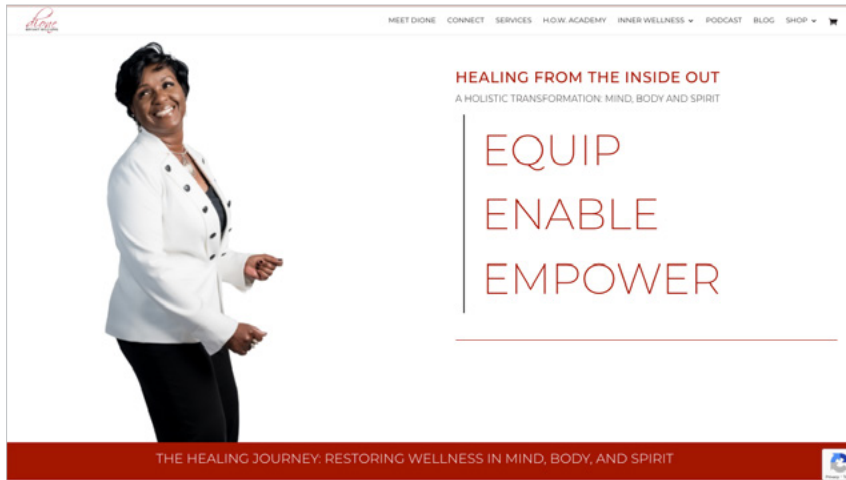 dione
MEET DIONE CONNECT SERVICES H.O.W. ACADEMY INNER WELLNESS PODCAST BLOG SHOP
HEALING FROM THE INSIDE OUT
A HOLISTIC TRANSFORMATION: MIND, BODY AND SPIRIT
EQUIP
ENABLE
EMPOWER
THE HEALING JOURNEY: RESTORING WELLNESS IN MIND, BODY, AND SPIRIT